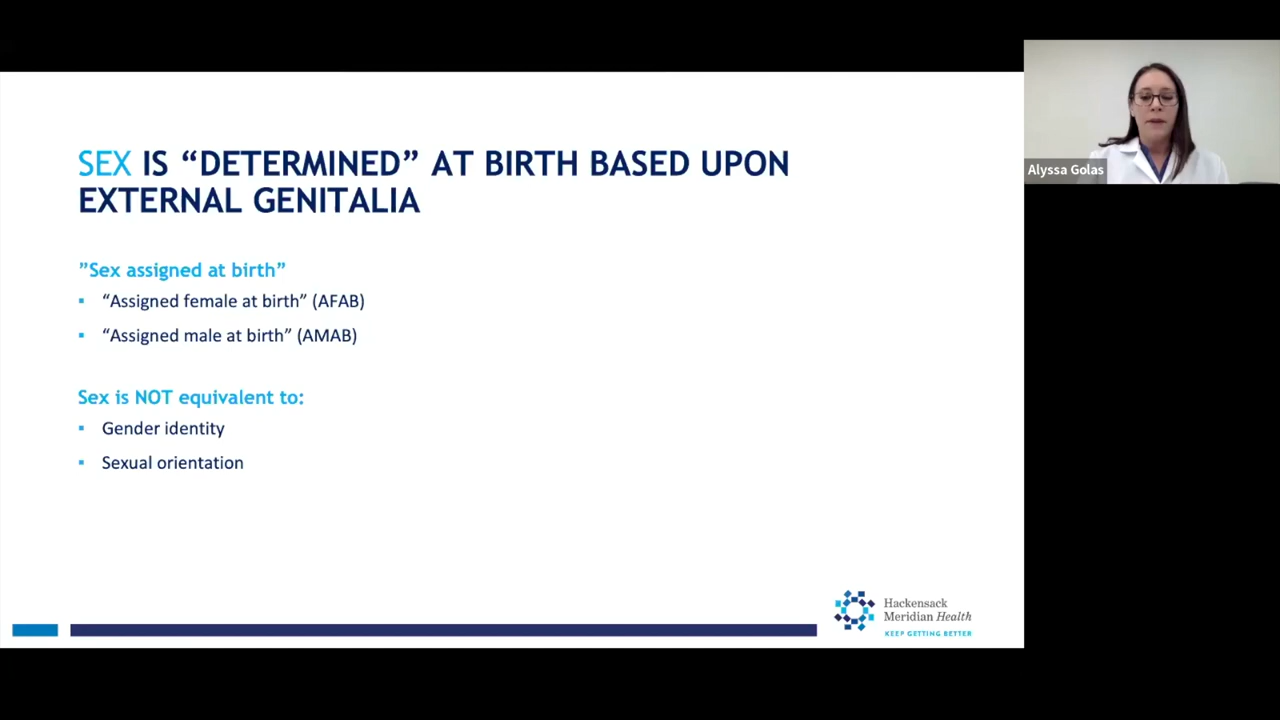 SEX IS “DETERMINED” AT BIRTH BASED UPON
EXTERNAL GENITALIA
”Sex assigned at birth”
▪ “Assigned female at birth” (AFAB)
▪ “Assigned male at birth” (AMAB)
Sex is NOT equivalent to:
▪ Gender identity
▪ Sexual orientation
Hackensack
Meridian Health
KEEP GETTING BETTER
Alyssa Golas